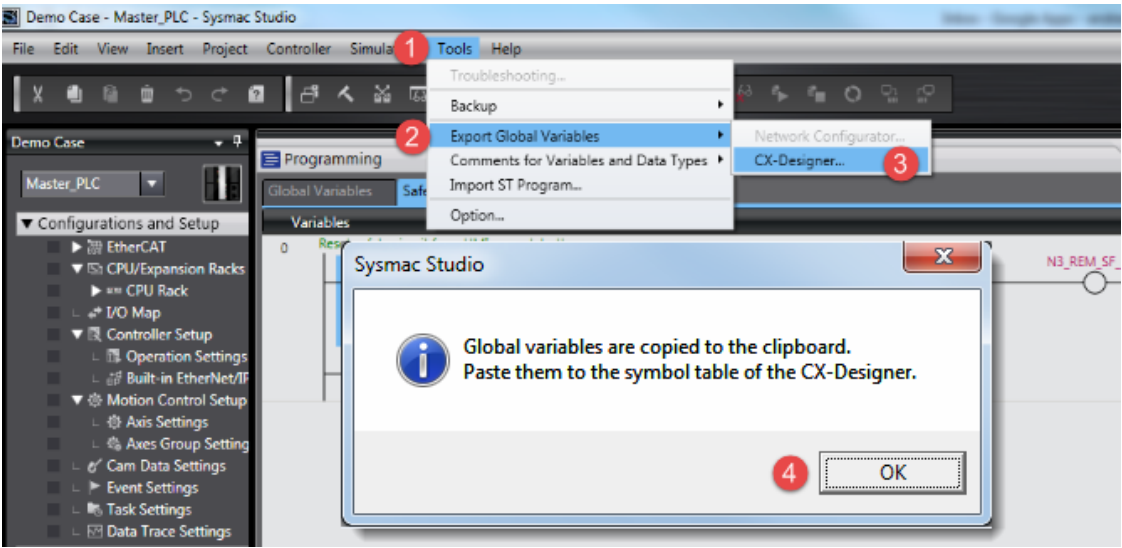 Demo Case - Master_PLC - Sysmac Studio
File Edit View Insert Project Controller Simula 1 Tools Help
Troubleshooting...
Backup
2 Export Global Variables
Network Configurator...
Comments for Variables and Data Types
CX-Designer... 3
Import ST Program...
Option...
Demo Case
Master_PLC
Programming
Global Variables Safe
Variables
Configurations and Setup
EtherCAT
CPU/Expansion Racks
CPU Rack
I/O Map
Controller Setup
Operation Settings
Built-in EtherNet/IP
Motion Control Setup
Axis Settings
Axes Group Setting
Cam Data Settings
Event Settings
Task Settings
Data Trace Settings
0
N3_REM_SF_
Sysmac Studio
Global variables are copied to the clipboard.
Paste them to the symbol table of the CX-Designer.
4 OK